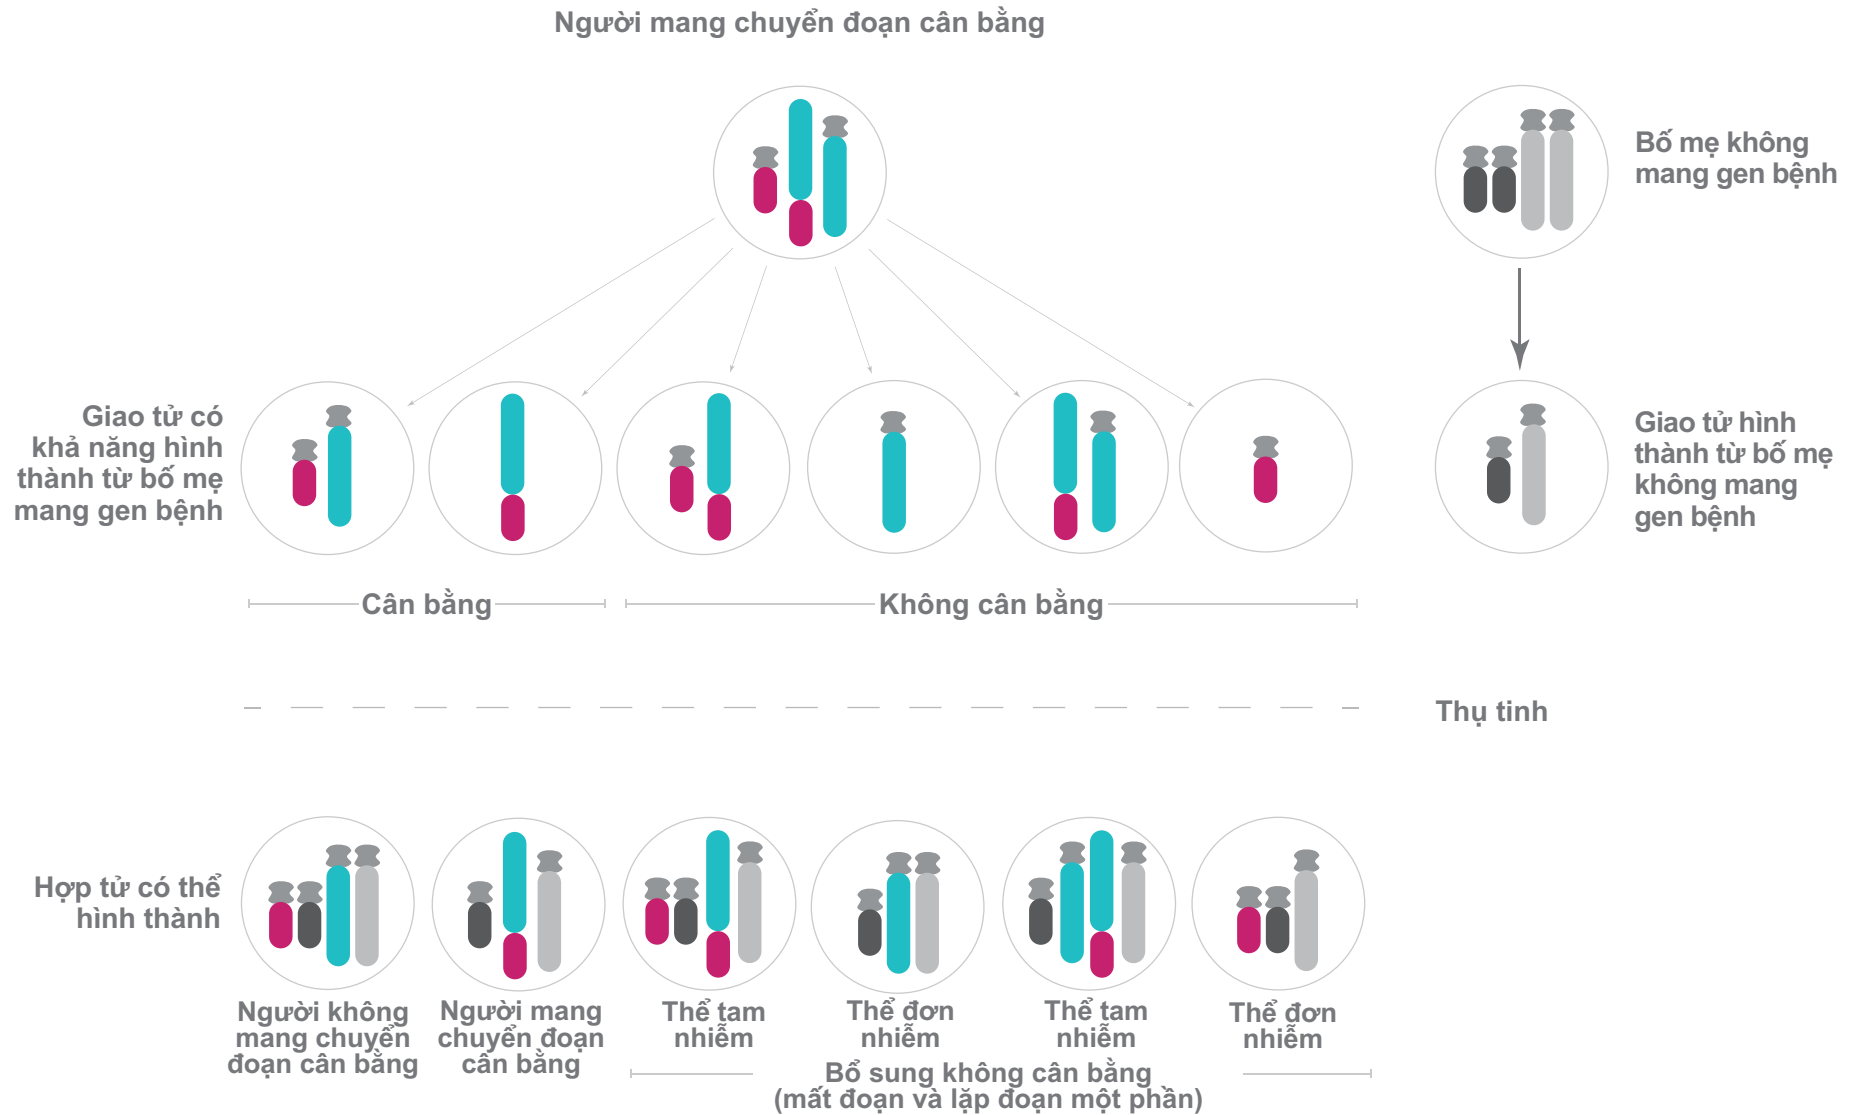 Người mang chuyển đoạn cân bằng
Bố mẹ không
mang gen bệnh
Giao tử có
khả năng hình
thành từ bố mẹ
mang gen bệnh
Giao tử hình
thành từ bố mẹ
không mang
gen bệnh
Cân bằng
Không cân bằng
Thụ tinh
Hợp tử có thể
hình thành
Người không
mang chuyển
đoạn cân bằng
Người mang
chuyển đoạn
cân bằng
Thể tam
nhiễm
Thể đơn
nhiễm
Thể tam
nhiễm
Thể đơn
nhiễm
Bổ sung không cân bằng
(mất đoạn và lặp đoạn một phần)